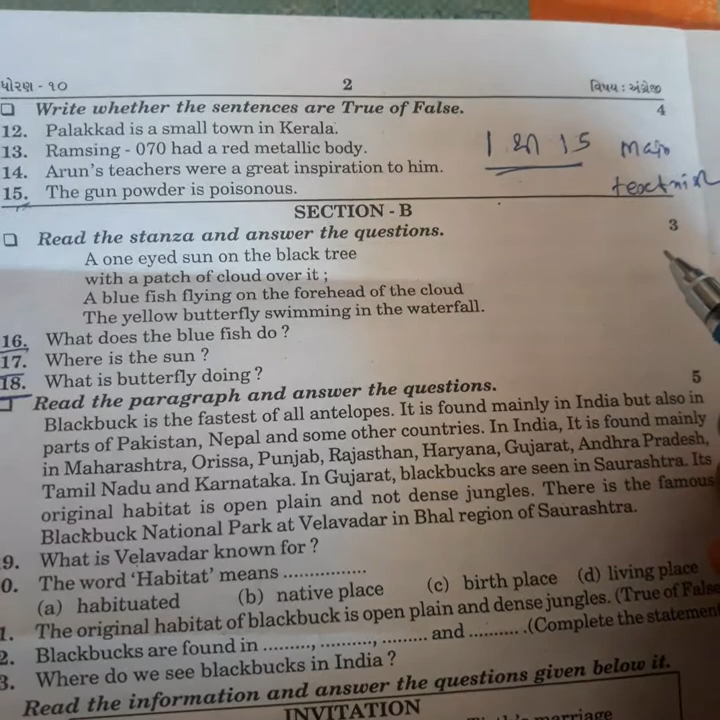 ધોરણ - ૧૦ 2 વિષય : અંગ્રેજી
❑ Write whether the sentences are True of False. 4
12. Palakkad is a small town in Kerala.
13. Ramsing - 070 had a red metallic body.
14. Arun's teachers were a great inspiration to him.
15. The gun powder is poisonous.
1 થી 15
SECTION - B
❑ Read the stanza and answer the questions. 3
A one eyed sun on the black tree
with a patch of cloud over it ;
A blue fish flying on the forehead of the cloud
The yellow butterfly swimming in the waterfall.
16. What does the blue fish do ?
17. Where is the sun ?
18. What is butterfly doing ?
Read the paragraph and answer the questions. 5
Blackbuck is the fastest of all antelopes. It is found mainly in India but also in
parts of Pakistan, Nepal and some other countries. In India, It is found mainly
in Maharashtra, Orissa, Punjab, Rajasthan, Haryana, Gujarat, Andhra Pradesh,
Tamil Nadu and Karnataka. In Gujarat, blackbucks are seen in Saurashtra. Its
original habitat is open plain and not dense jungles. There is the famous
Blackbuck National Park at Velavadar in Bhal region of Saurashtra.
9. What is Velavadar known for ?
0. The word 'Habitat' means ................
(a) habituated (b) native place (c) birth place (d) living place
1. The original habitat of blackbuck is open plain and dense jungles. (True of False
2. Blackbucks are found in ........., .........., ......... and .......... .(Complete the statement
3. Where do we see blackbucks in India ?
Read the information and answer the questions given below it.
INVITATION
marriage